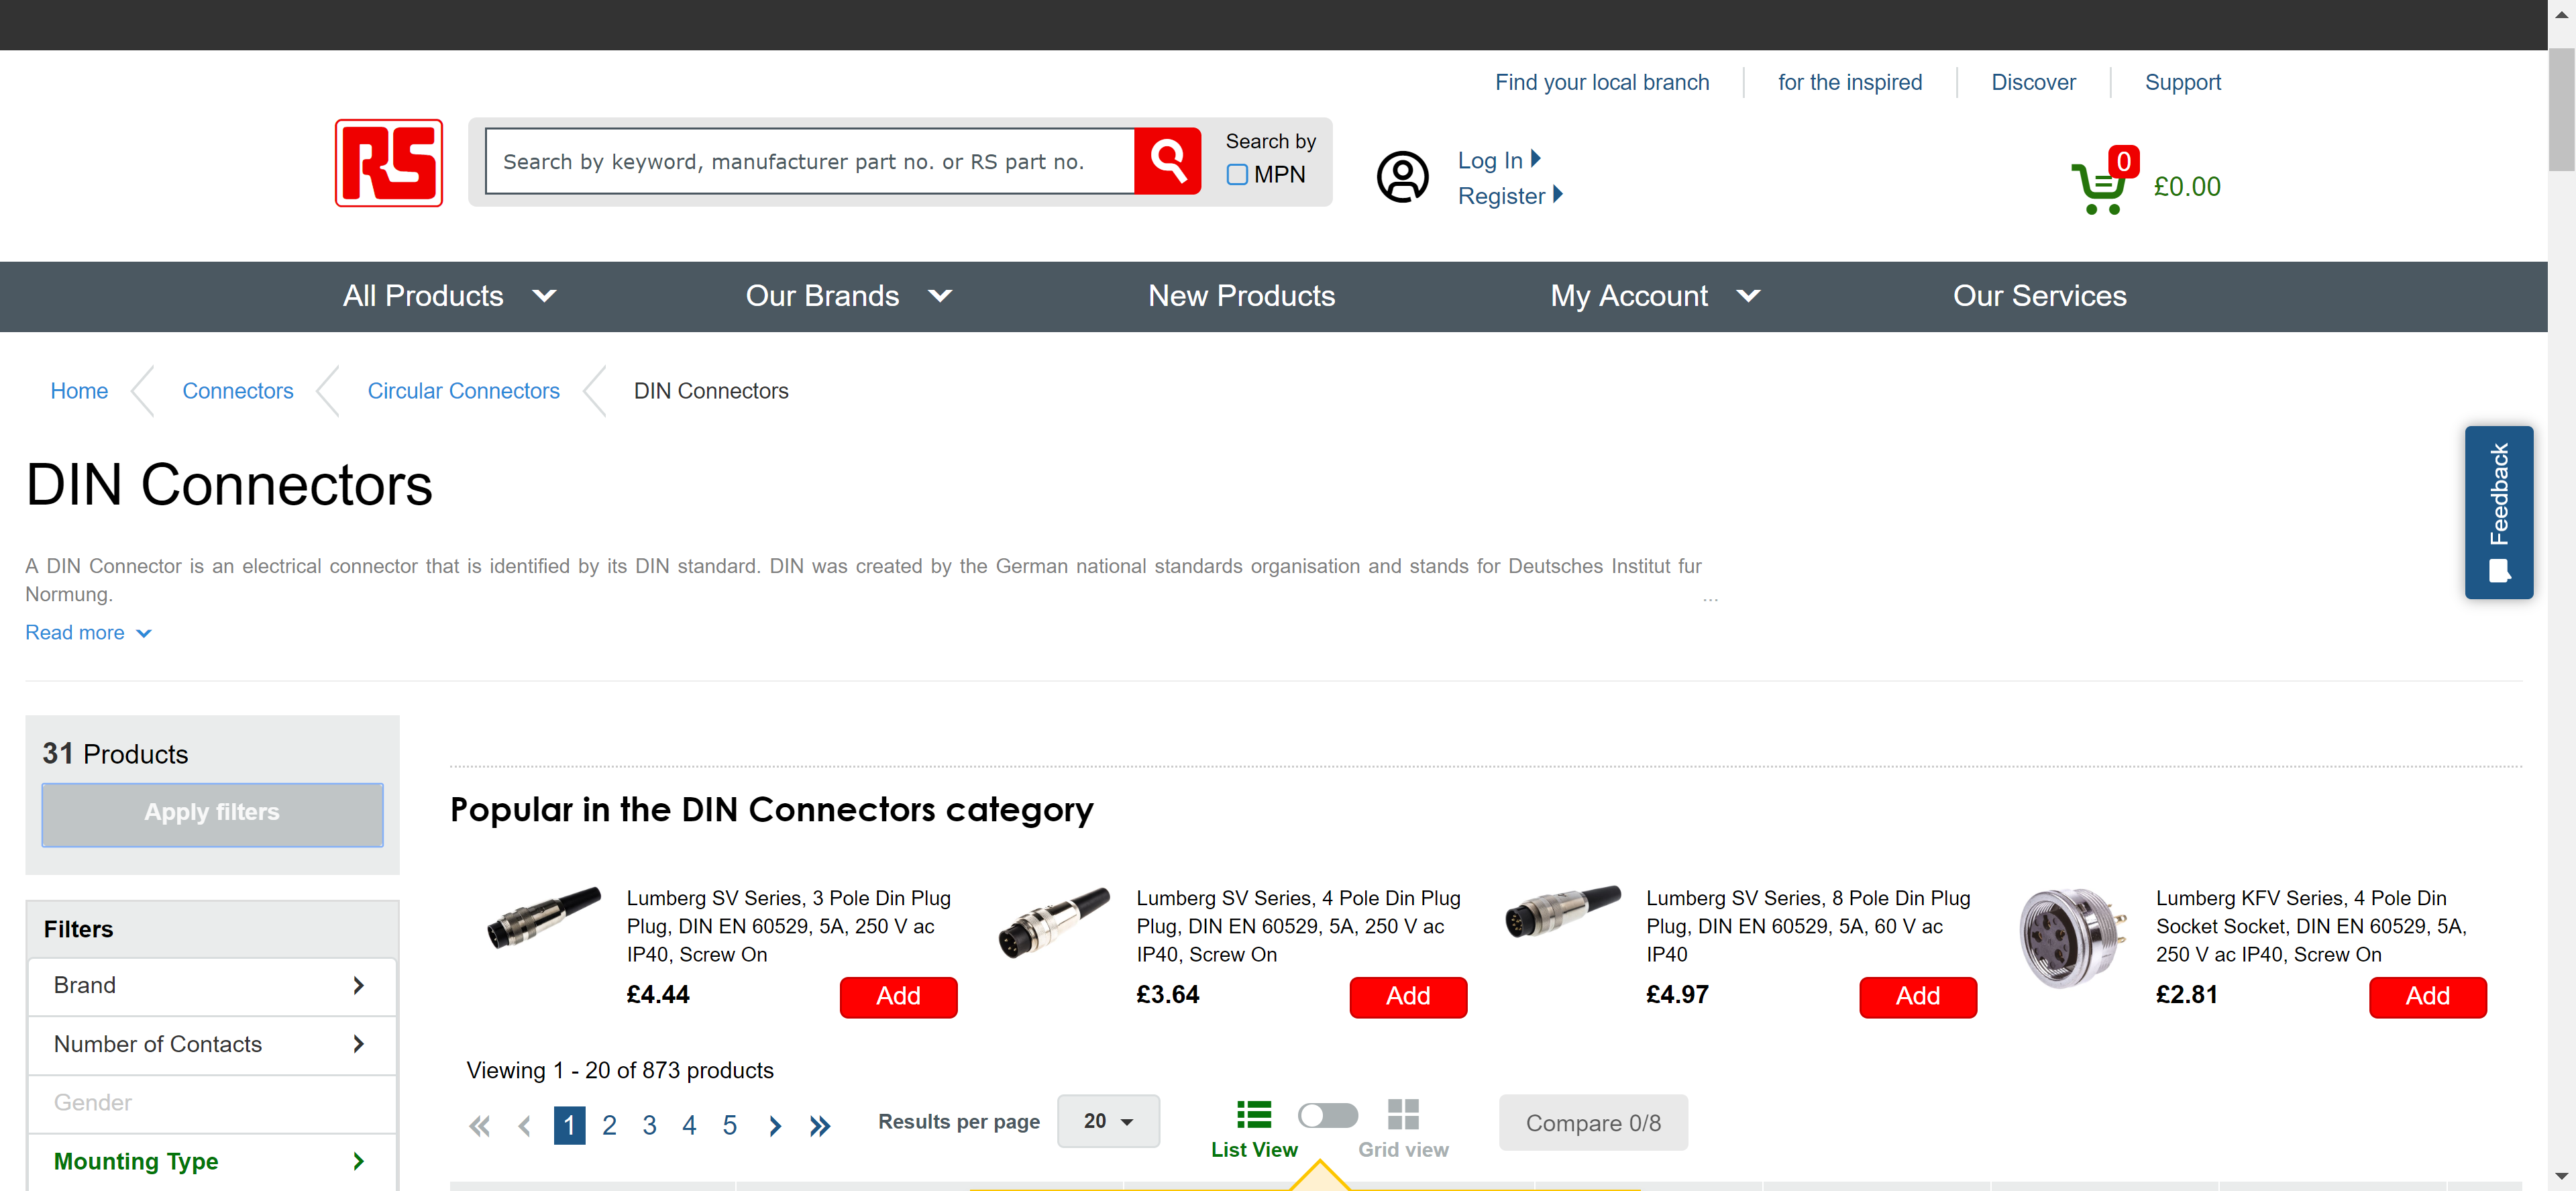 Find your local branch
for the inspired
Discover
Support
RS
Search by keyword, manufacturer part no. or RS part no.
Search by
MPN
Log In
Register
0
£0.00
All Products
Our Brands
New Products
My Account
Our Services
Home
Connectors
Circular Connectors
DIN Connectors
DIN Connectors
A DIN Connector is an electrical connector that is identified by its DIN standard. DIN was created by the German national standards organisation and stands for Deutsches Institut fur
Normung.
...
Read more
Feedback
31 Products
Apply filters
Filters
Brand
Number of Contacts
Gender
Mounting Type
Popular in the DIN Connectors category
Lumberg SV Series, 3 Pole Din Plug
Plug, DIN EN 60529, 5A, 250 V ac
IP40, Screw On
£4.44
Add
Lumberg SV Series, 4 Pole Din Plug
Plug, DIN EN 60529, 5A, 250 V ac
IP40, Screw On
£3.64
Add
Lumberg SV Series, 8 Pole Din Plug
Plug, DIN EN 60529, 5A, 60 V ac
IP40
£4.97
Add
Lumberg KFV Series, 4 Pole Din
Socket Socket, DIN EN 60529, 5A,
250 V ac IP40, Screw On
£2.81
Add
Viewing 1 - 20 of 873 products
« ‹ 1 2 3 4 5 › »
Results per page
20
List View
Grid view
Compare 0/8